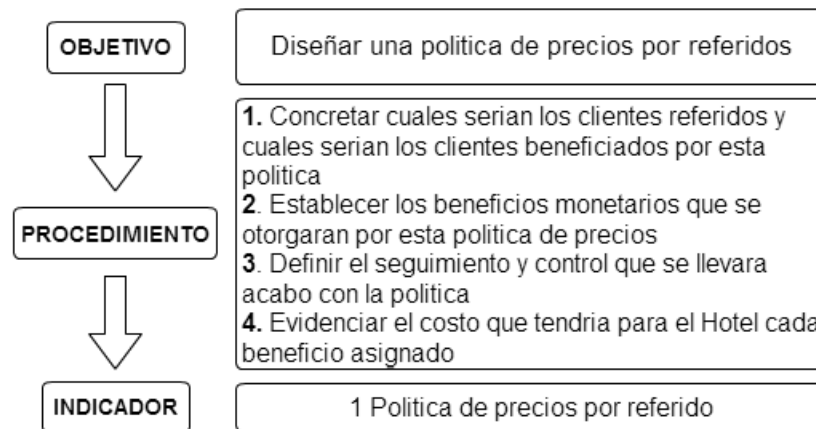 OBJETIVO
Diseñar una politica de precios por referidos
PROCEDIMIENTO
1. Concretar cuales serian los clientes referidos y
cuales serian los clientes beneficiados por esta
politica
2. Establecer los beneficios monetarios que se
otorgaran por esta politica de precios
3. Definir el seguimiento y control que se llevara
acabo con la politica
4. Evidenciar el costo que tendria para el Hotel cada
beneficio asignado
INDICADOR
1 Politica de precios por referido